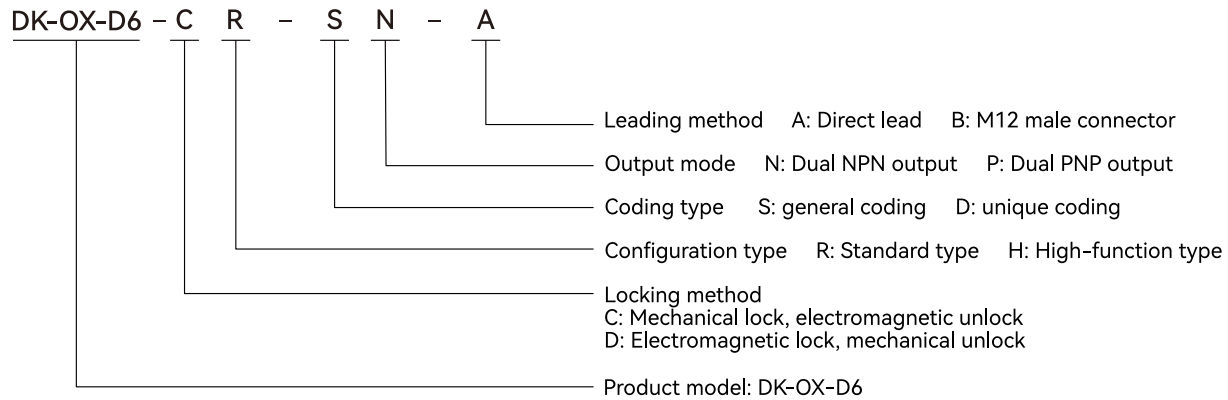 DK-OX-D6 - C R - S N - A
Leading method A: Direct lead B: M12 male connector
Output mode N: Dual NPN output P: Dual PNP output
Coding type S: general coding D: unique coding
Configuration type R: Standard type H: High-function type
Locking method
C: Mechanical lock, electromagnetic unlock
D: Electromagnetic lock, mechanical unlock
Product model: DK-OX-D6